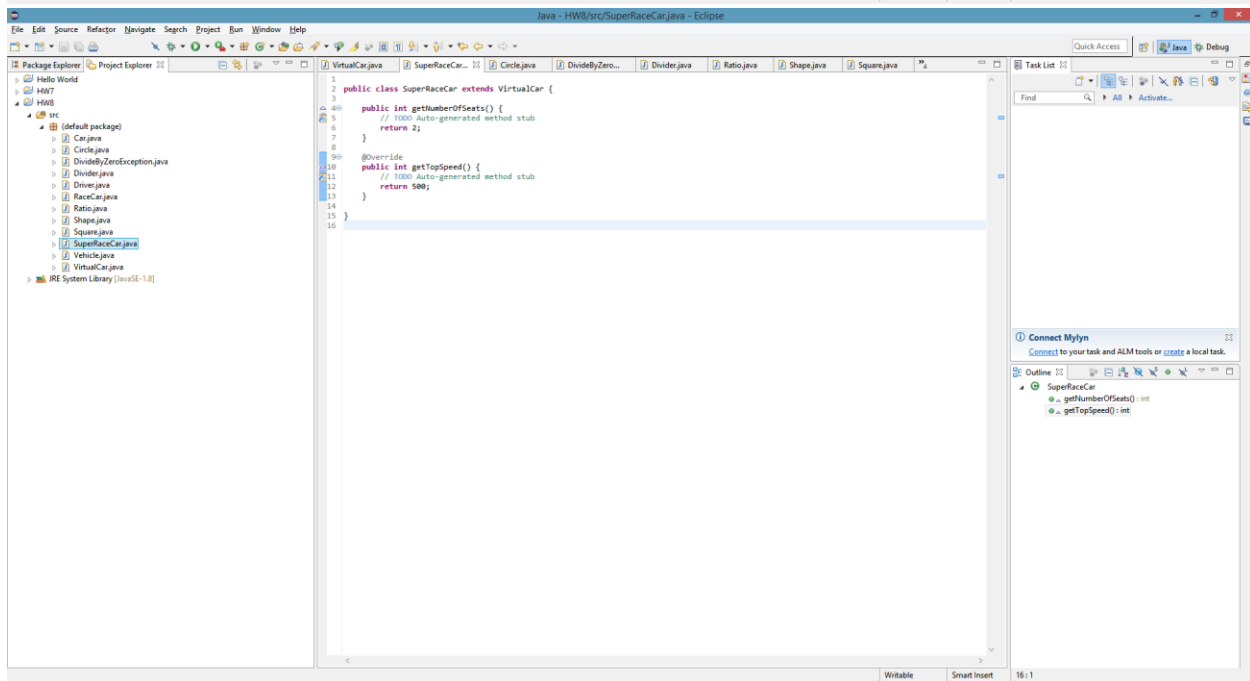 Java - HW8/src/SuperRaceCar.java - Eclipse
File Edit Source Refactor Navigate Search Project Run Window Help
Quick Access Java Debug
Package Explorer Project Explorer
Hello World
HW7
HW8
src
(default package)
Car.java
Circle.java
DivideByZeroException.java
Divider.java
Driver.java
RaceCar.java
Ratio.java
Shape.java
Square.java
SuperRaceCar.java
Vehicle.java
VirtualCar.java
JRE System Library [JavaSE-1.8]
VirtualCar.java SuperRaceCar... Circle.java DivideByZero... Divider.java Ratio.java Shape.java Square.java »4
1
2 public class SuperRaceCar extends VirtualCar {
3
4 public int getNumberOfSeats() {
5 // TODO Auto-generated method stub
6 return 2;
7 }
8
9 @Override
10 public int getTopSpeed() {
11 // TODO Auto-generated method stub
12 return 500;
13 }
14
15 }
16
Task List
Find All Activate...
Connect Mylyn
Connect to your task and ALM tools or create a local task.
Outline
SuperRaceCar
getNumberOfSeats() : int
getTopSpeed() : int
Writable Smart Insert 16 : 1